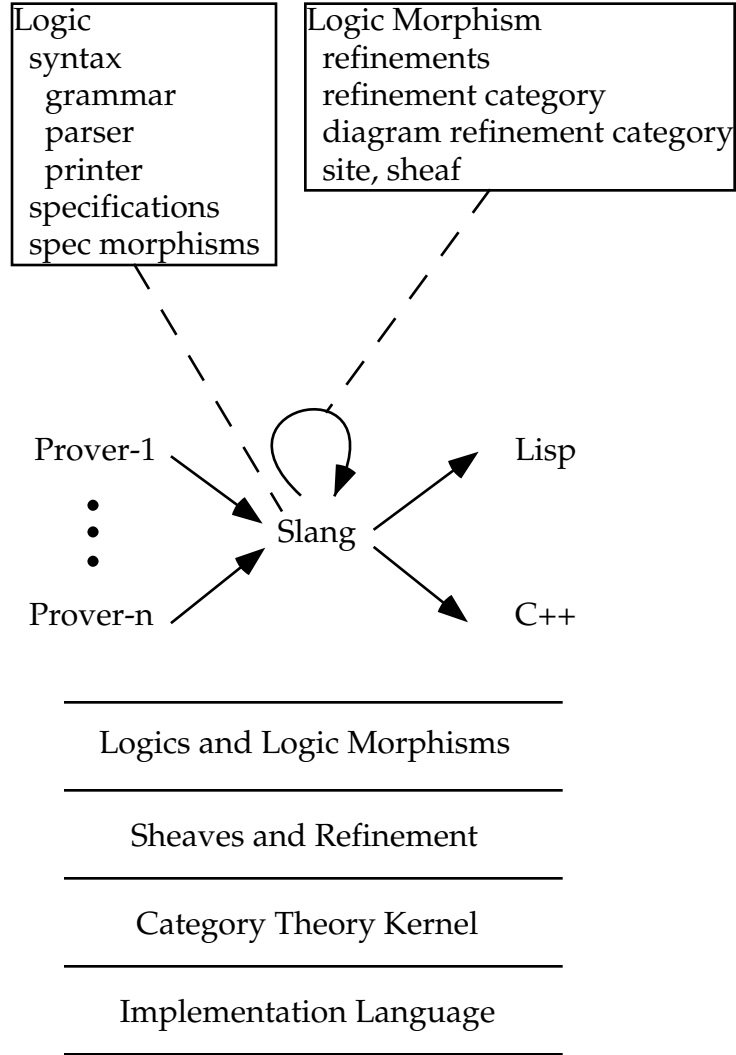 Logic
syntax
grammar
parser
printer
specifications
spec morphisms
Logic Morphism
refinements
refinement category
diagram refinement category
site, sheaf
Prover-1
Lisp
Slang
Prover-n
C++
Logics and Logic Morphisms
Sheaves and Refinement
Category Theory Kernel
Implementation Language